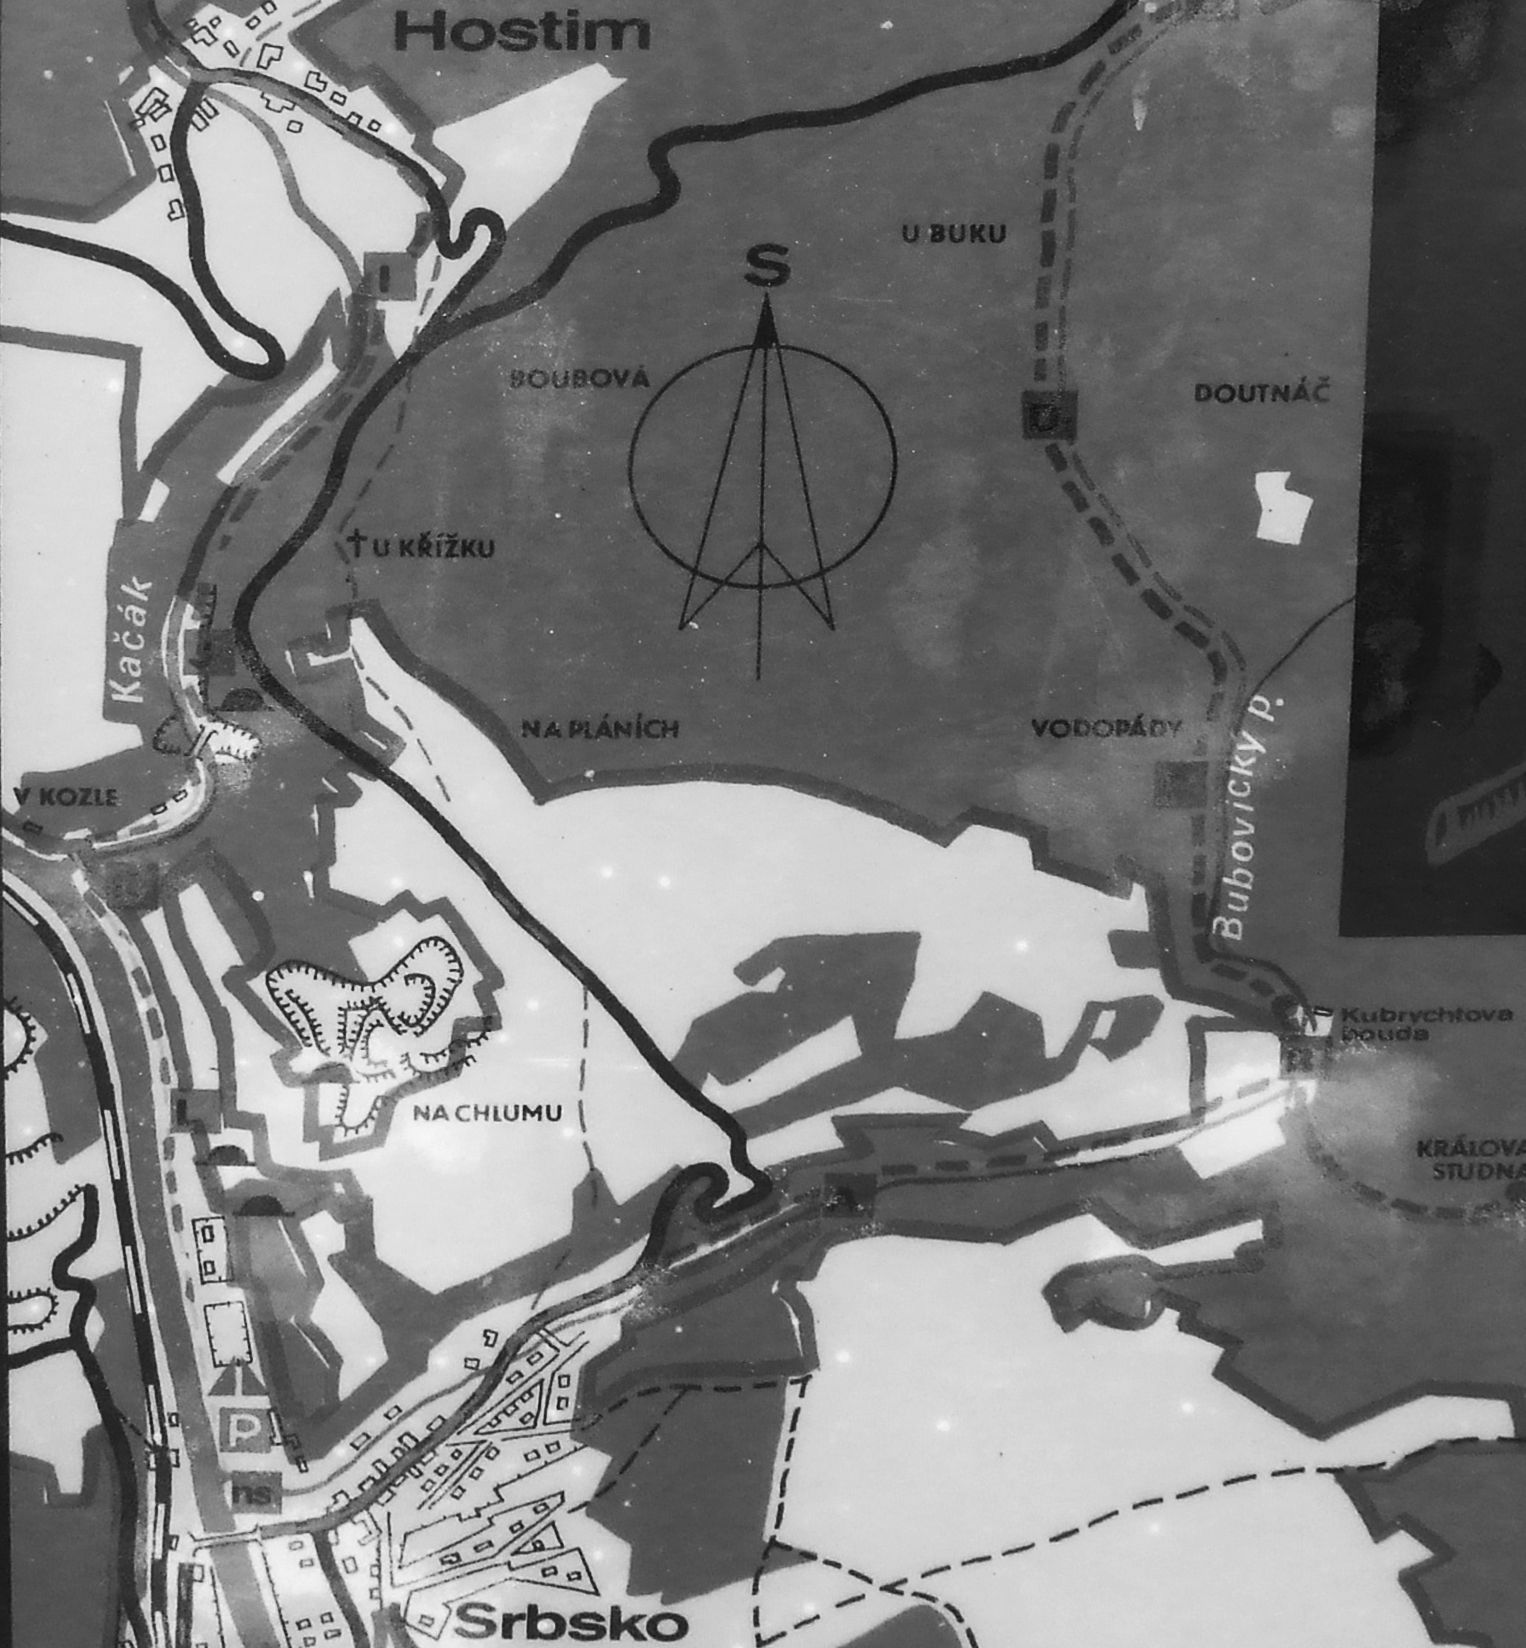 Hostim
U BUKU
S
I
BOUBOVÁ
DOUTNÁČ
U KŘÍŽKU
Kačák
NA PLÁNÍCH
VODOPÁDY
Bubovický p.
V KOZLE
Kubrychtova
bouda
NA CHLUMU
L
KRÁLOVA
STUDNA
A
P
ns
Srbsko